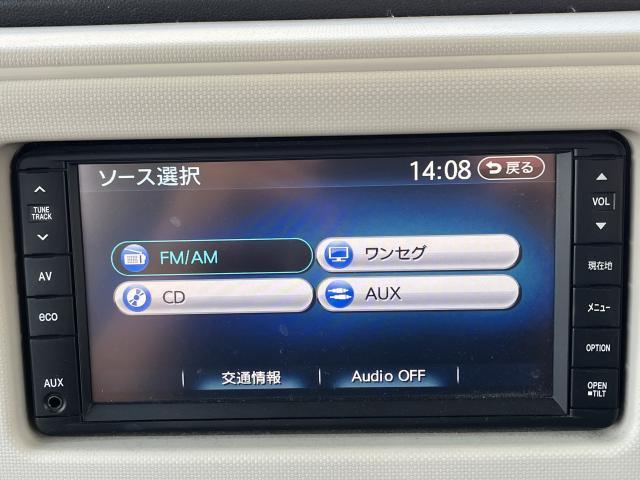 ソース選択
14:08
戻る
FM/AM
ワンセグ
CD
AUX
交通情報
Audio OFF
TUNE
TRACK
AV
eco
AUX
VOL
現在地
メニュー
OPTION
OPEN
■TILT